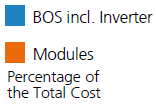 BOS incl. Inverter
Modules
Percentage of
the Total Cost